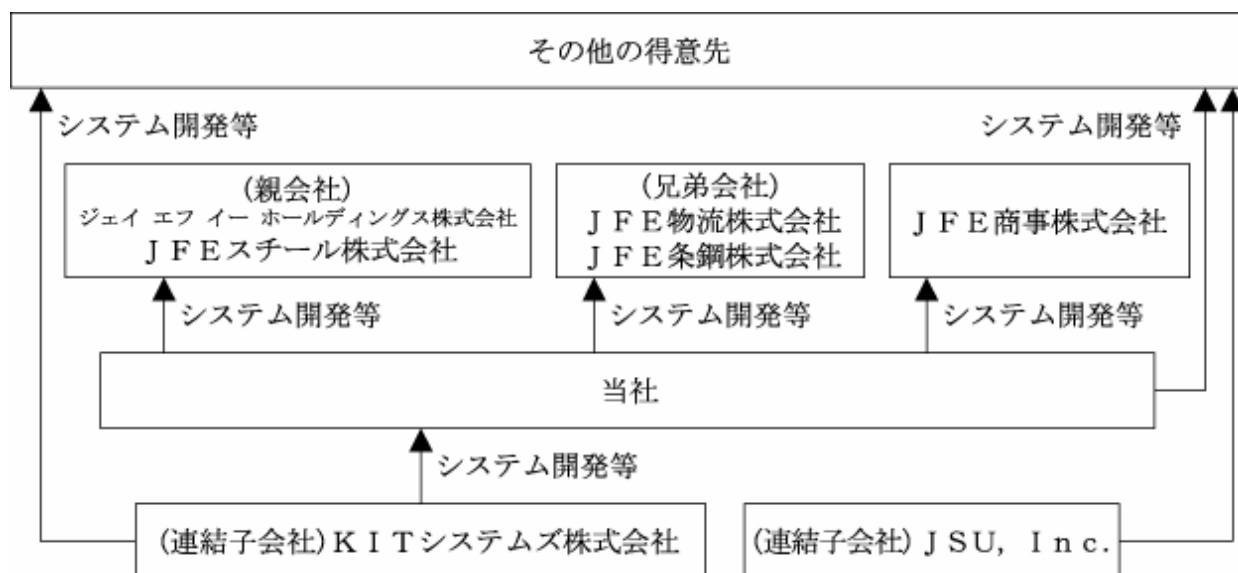 その他の得意先
システム開発等
システム開発等
(親会社)
ジェイ エフ イー ホールディングス株式会社
ＪＦＥスチール株式会社
(兄弟会社)
ＪＦＥ物流株式会社
ＪＦＥ条鋼株式会社
ＪＦＥ商事株式会社
システム開発等
システム開発等
システム開発等
当社
システム開発等
(連結子会社)ＫＩＴシステムズ株式会社
(連結子会社)ＪＳＵ, Ｉｎｃ.